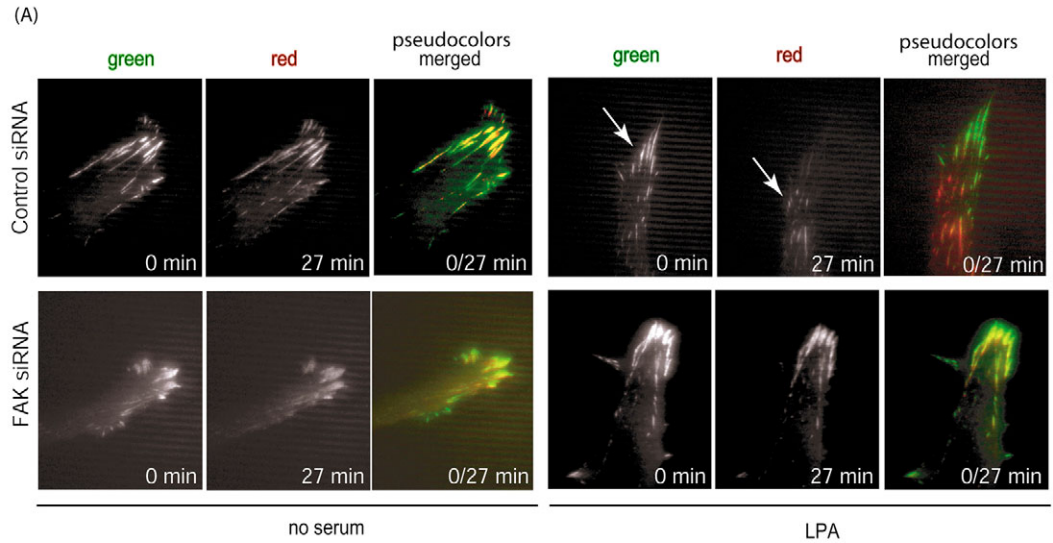 (A)
green red pseudocolors merged
green red pseudocolors merged
Control siRNA
0 min 27 min 0/27 min
0 min 27 min 0/27 min
FAK siRNA
0 min 27 min 0/27 min
0 min 27 min 0/27 min
no serum LPA